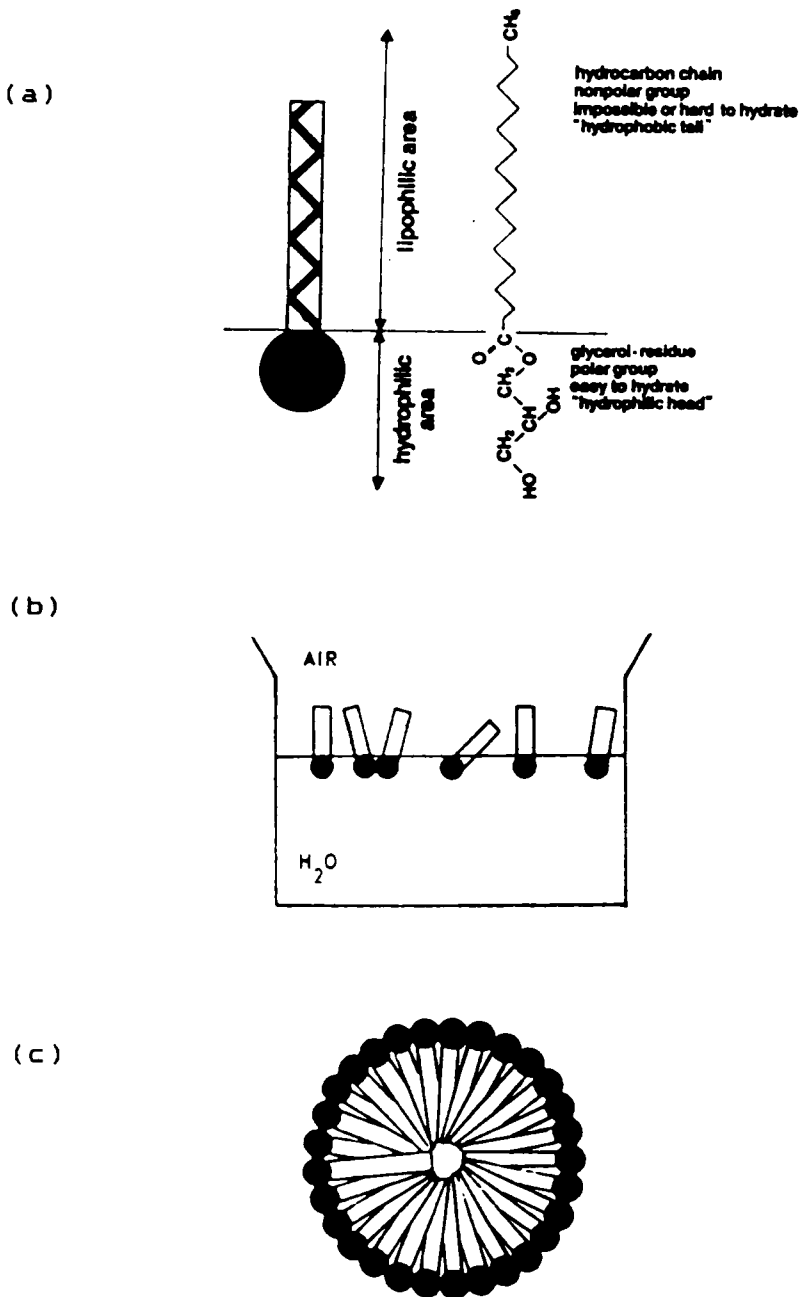 (a)
lipophilic area
hydrophilic
area
CH₃
hydrocarbon chain
nonpolar group
impossible or hard to hydrate
"hydrophobic tail"
C
O
O
CH₂
CH
OH
CH₂
HO
glycerol-residue
polar group
easy to hydrate
"hydrophilic head"
(b)
AIR
H₂O
(c)